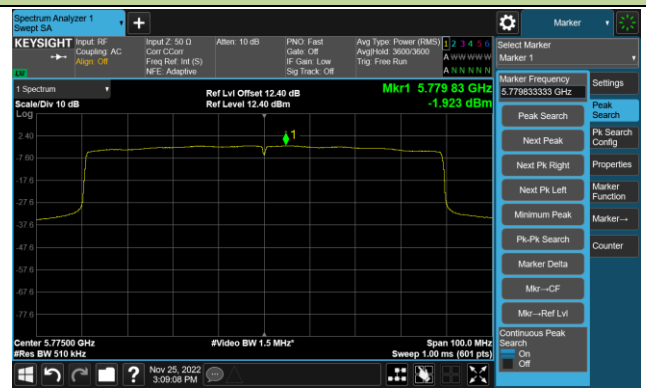 Spectrum Analyzer 1
Swept SA
Marker
KEYSIGHT
Input: RF
Coupling: AC
Align: Off
Input Z: 50 Ω
Corr CCorr
Freq Ref: Int (S)
NFE: Adaptive
Atten: 10 dB
PNO: Fast
Gate: Off
IF Gain: Low
Sig Track: Off
Avg Type: Power (RMS)
Avg|Hold: 3600/3600
Trig: Free Run
1 2 3 4 5 6
A W W W W W
A N N N N N
Select Marker
Marker 1
LW
1 Spectrum
Scale/Div 10 dB
Log
Ref Lvl Offset 12.40 dB
Ref Level 12.40 dBm
Mkr1 5.779 83 GHz
-1.923 dBm
1
2.40
-7.60
-17.6
-27.6
-37.6
-47.6
-57.6
-67.6
-77.6
Center 5.77500 GHz
#Res BW 510 kHz
#Video BW 1.5 MHz*
Span 100.0 MHz
Sweep 1.00 ms (601 pts)
Marker Frequency
5.779833333 GHz
Peak Search
Next Peak
Next Pk Right
Next Pk Left
Minimum Peak
Pk-Pk Search
Marker Delta
Mkr→CF
Mkr→Ref Lvl
Continuous Peak
Search
On
Off
Settings
Peak
Search
Pk Search
Config
Properties
Marker
Function
Marker→
Counter
?
Nov 25, 2022
3:09:08 PM